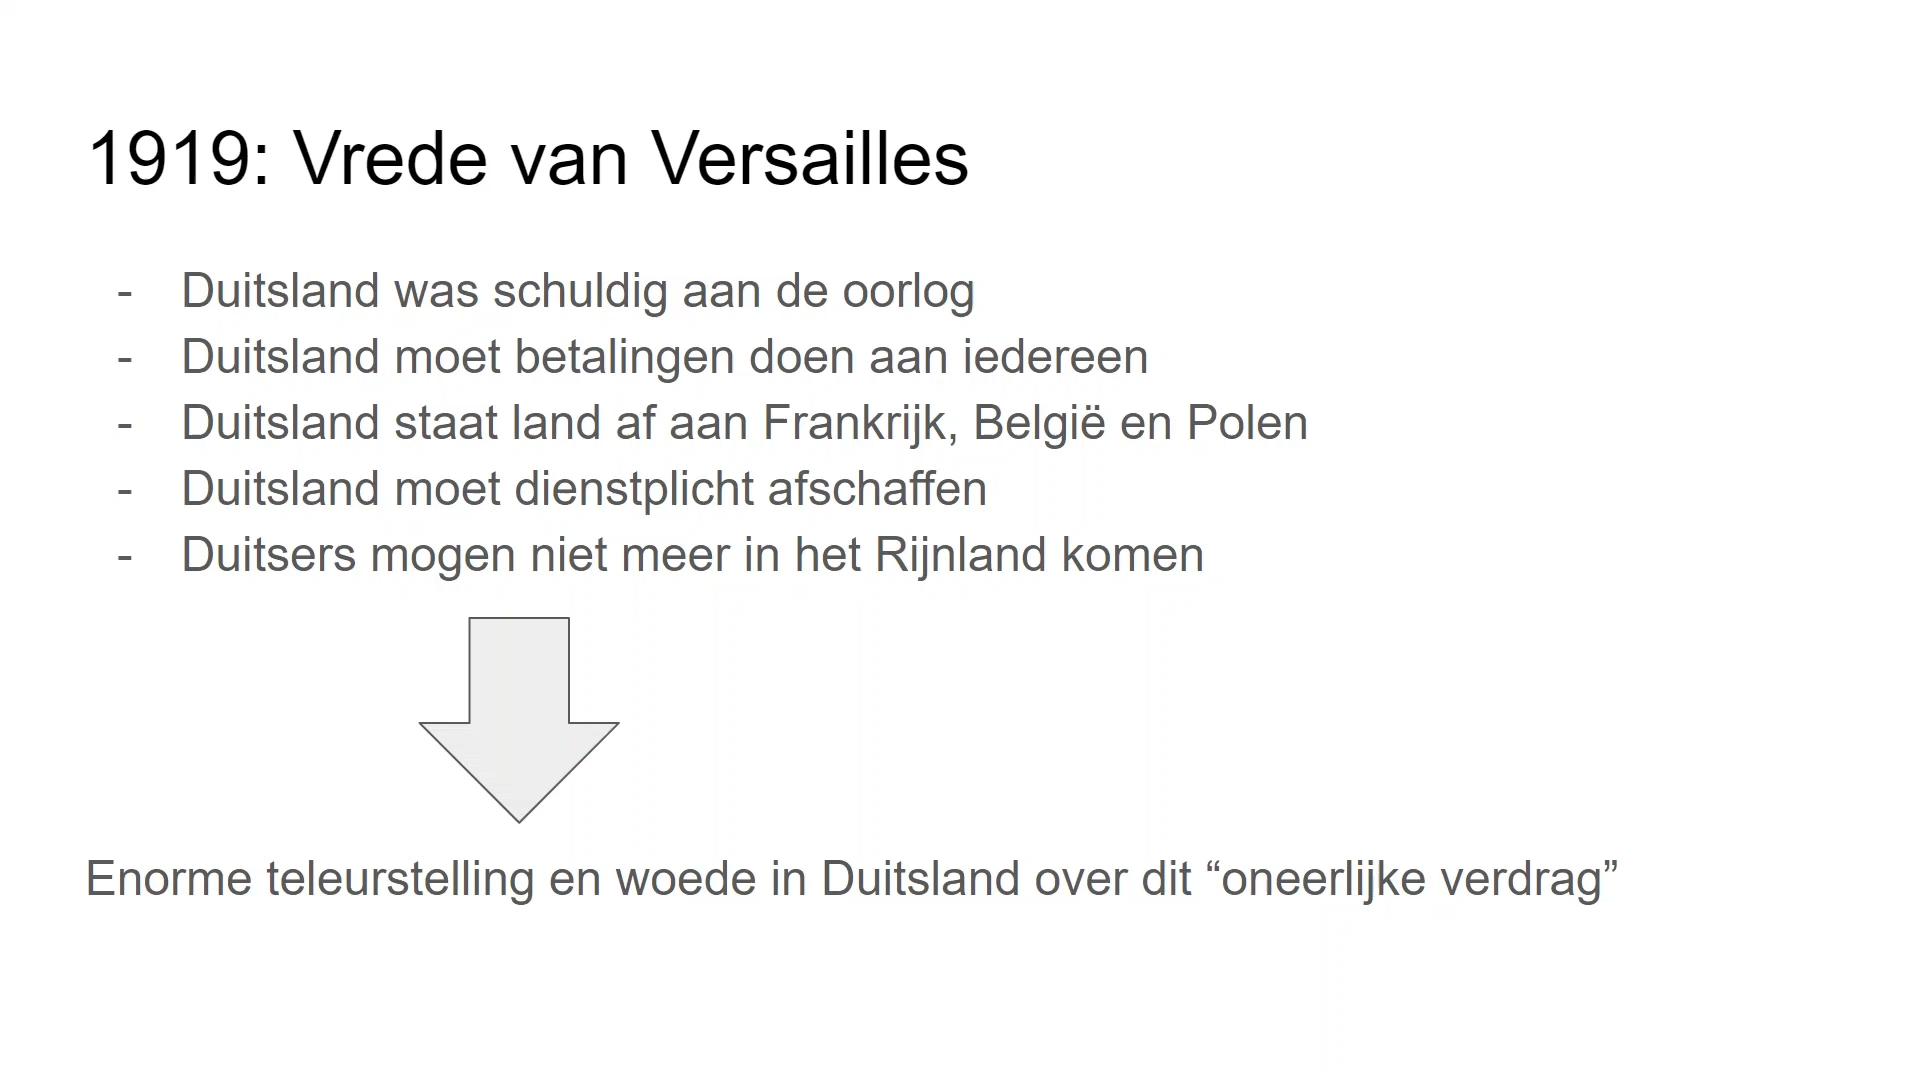 1919: Vrede van Versailles
- Duitsland was schuldig aan de oorlog
- Duitsland moet betalingen doen aan iedereen
- Duitsland staat land af aan Frankrijk, België en Polen
- Duitsland moet dienstplicht afschaffen
- Duitsers mogen niet meer in het Rijnland komen
Enorme teleurstelling en woede in Duitsland over dit “oneerlijke verdrag”